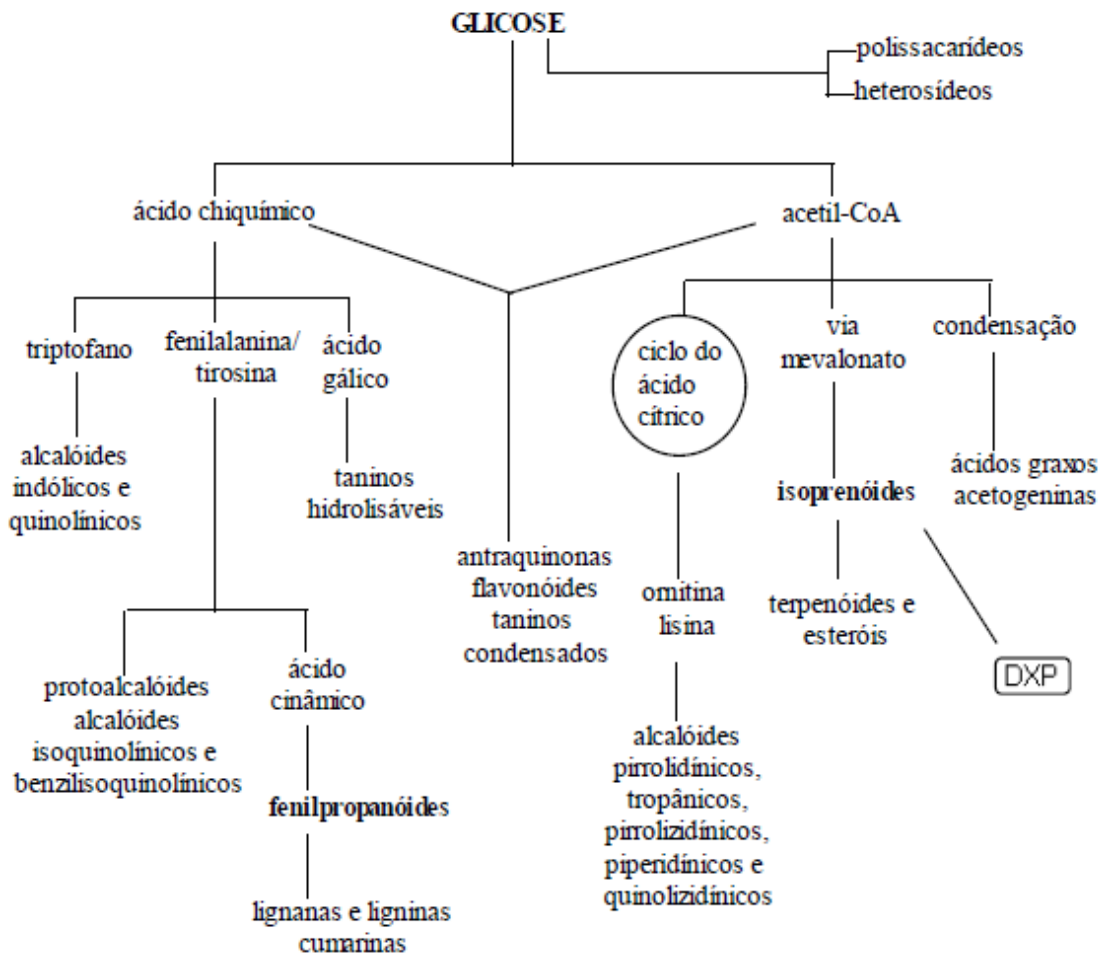 GLICOSE
polissacarídeos
heterosídeos
ácido chiquímico
acetil-CoA
triptofano
fenilalanina/
tirosina
ácido
gálico
ciclo do
ácido
cítrico
via
mevalonato
condensação
alcalóides
indólicos e
quinolínicos
taninos
hidrolisáveis
antraquinonas
flavonóides
taninos
condensados
ornitina
lisina
isoprenóides
ácidos graxos
acetogeninas
terpenóides e
esteróis
DXP
protoalcalóides
alcalóides
isoquinolínicos e
benzilisoquinolínicos
ácido
cinâmico
fenilpropanóides
lignanas e ligninas
cumarinas
alcalóides
pirrolidínicos,
tropânicos,
pirrolizidínicos,
piperidínicos e
quinolizidínicos